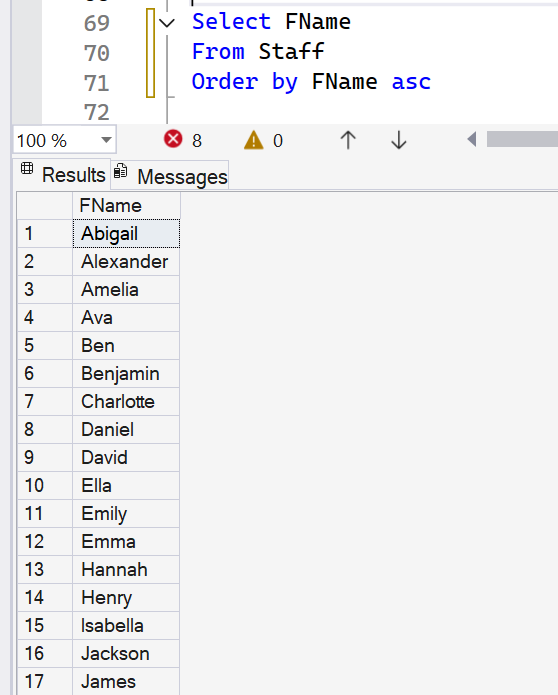 69 Select FName
70 From Staff
71 Order by FName asc
72
100 % 8 0
Results Messages
FName
1 Abigail
2 Alexander
3 Amelia
4 Ava
5 Ben
6 Benjamin
7 Charlotte
8 Daniel
9 David
10 Ella
11 Emily
12 Emma
13 Hannah
14 Henry
15 Isabella
16 Jackson
17 James